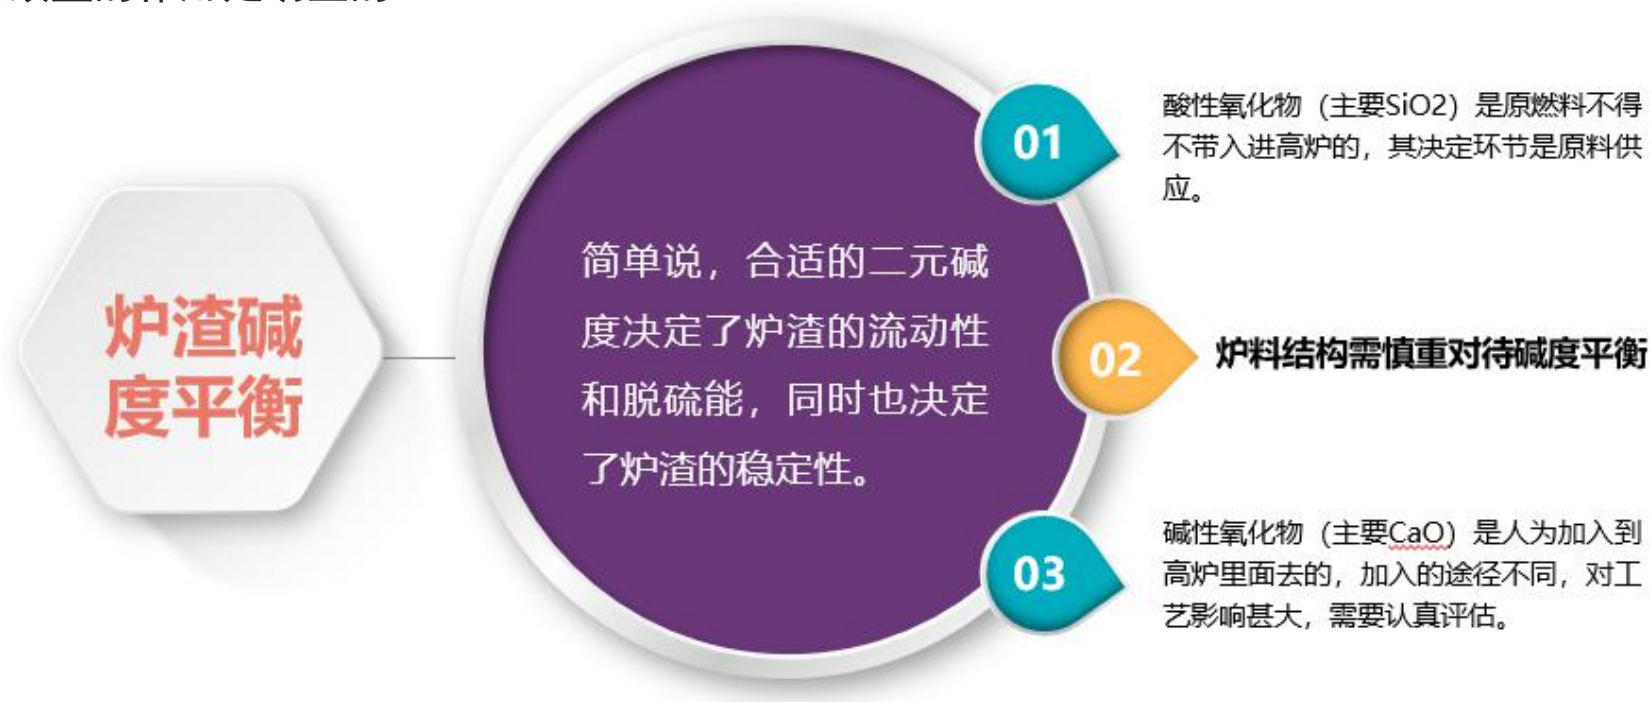 炉渣碱
度平衡
简单说，合适的二元碱
度决定了炉渣的流动性
和脱硫能，同时也决定
了炉渣的稳定性。
01
酸性氧化物（主要SiO2）是原燃料不得
不带入进高炉的，其决定环节是原料供
应。
02
炉料结构需慎重对待碱度平衡
03
碱性氧化物（主要CaO）是人为加入到
高炉里面去的，加入的途径不同，对工
艺影响甚大，需要认真评估。